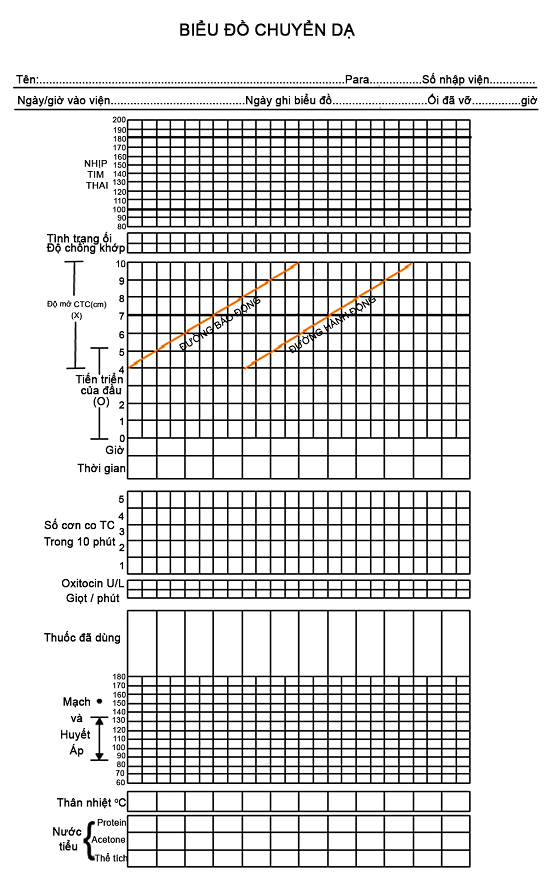 BIỂU ĐỒ CHUYỂN DẠ
Tên:................................................................................Para................Số nhập viện..............
Ngày/giờ vào viện..................................Ngày ghi biểu đồ........................Ối đã vỡ...............giờ
200
190
180
170
160
150
140
130
120
110
100
90
80
NHỊP
TIM
THAI
Tình trạng ối
Độ chồng khớp
10
9
8
7
6
5
4
3
2
1
0
Độ mở CTC(cm)
(X)
ĐƯỜNG BÁO ĐỘNG
ĐƯỜNG HÀNH ĐỘNG
Tiến triển
của đầu
(O)
Giờ
Thời gian
5
4
3
2
1
Số cơn co TC
Trong 10 phút
Oxitocin U/L
Giọt / phút
Thuốc đã dùng
180
170
160
150
140
130
120
110
100
90
80
70
60
Mạch ●
và
Huyết
Áp
Thân nhiệt ºC
Nước
tiểu
Protein
Acetone
Thể tích